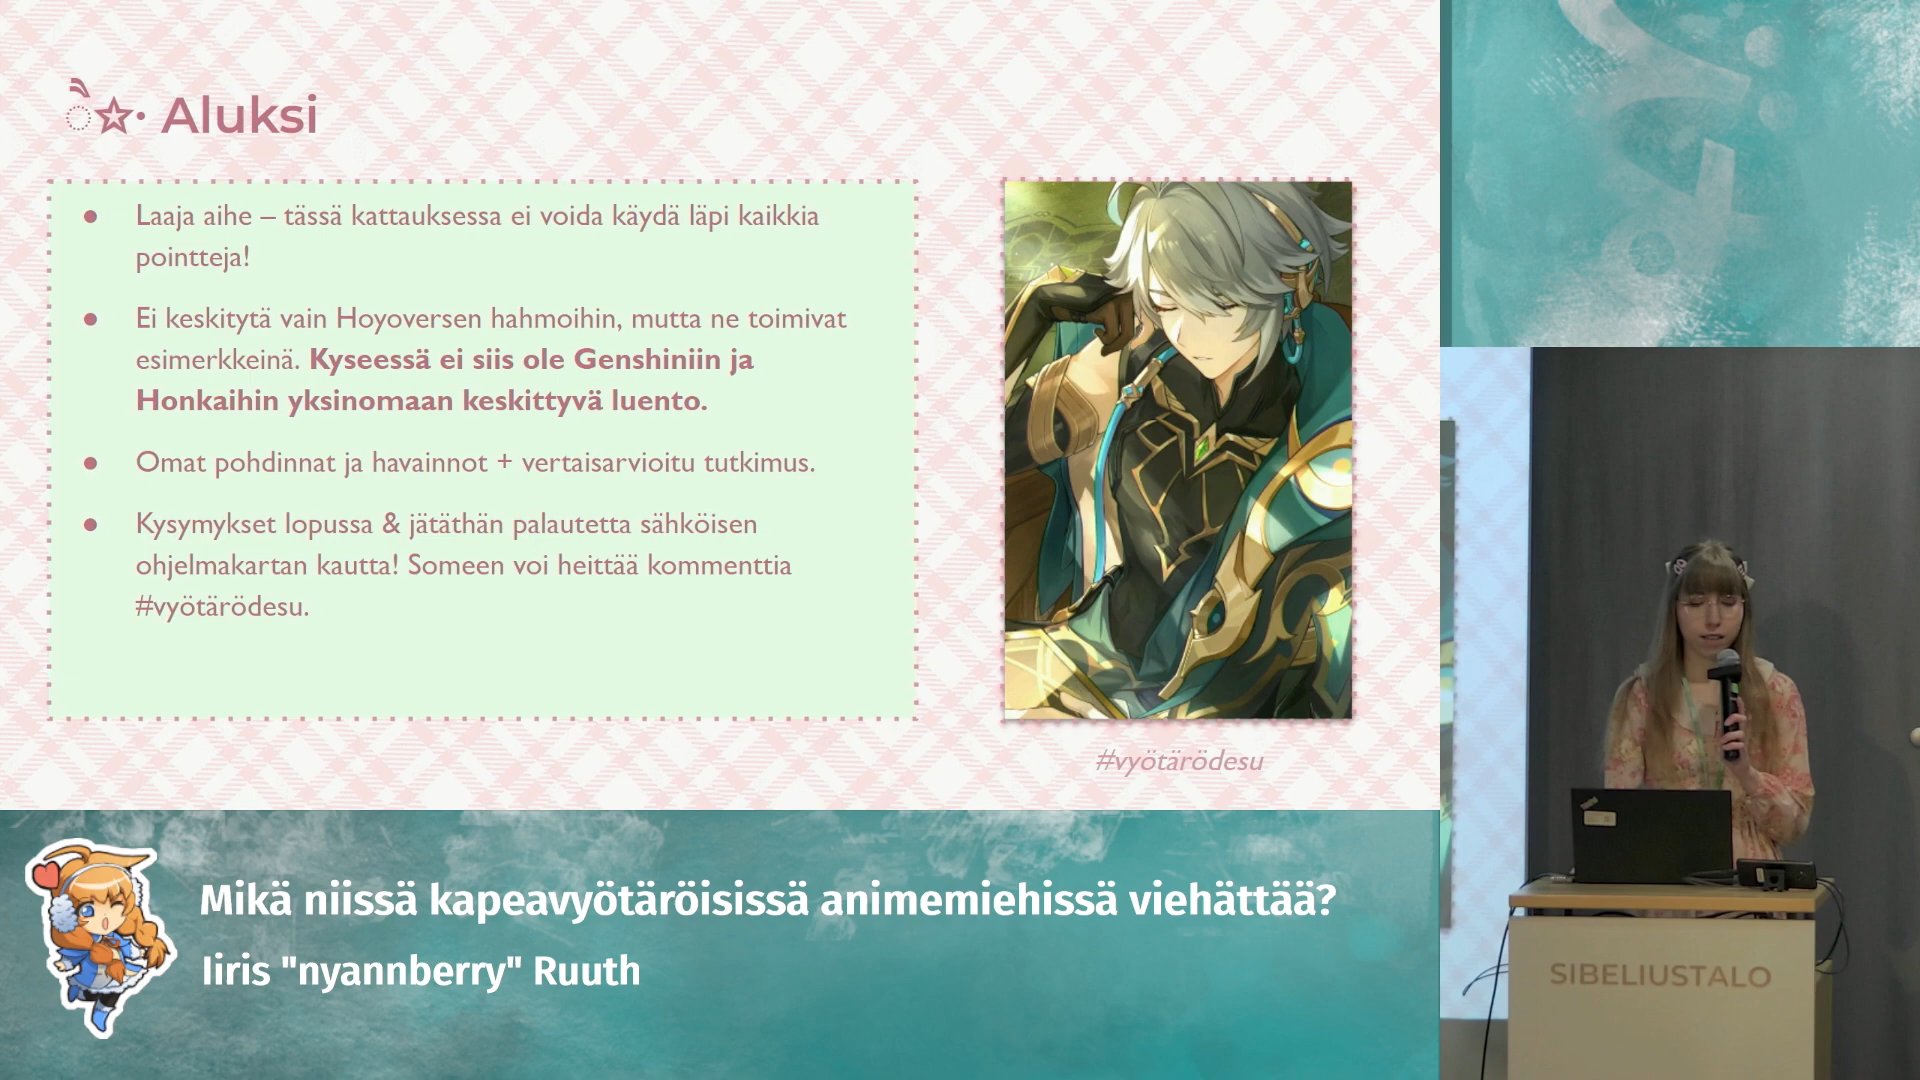 Aluksi
● Laaja aihe – tässä kattauksessa ei voida käydä läpi kaikkia
pointteja!
● Ei keskitytä vain Hoyoversen hahmoihin, mutta ne toimivat
esimerkkeinä. Kyseessä ei siis ole Genshiniin ja
Honkaihin yksinomaan keskittyvä luento.
● Omat pohdinnat ja havainnot + vertaisarvioitu tutkimus.
● Kysymykset lopussa & jätäthän palautetta sähköisen
ohjelmakartan kautta! Someen voi heittää kommenttia
#vyötärödesu.
#vyötärödesu
Mikä niissä kapeavyötäröisissä animemiehissä viehättää?
Iiris "nyannberry" Ruuth
SIBELIUSTALO